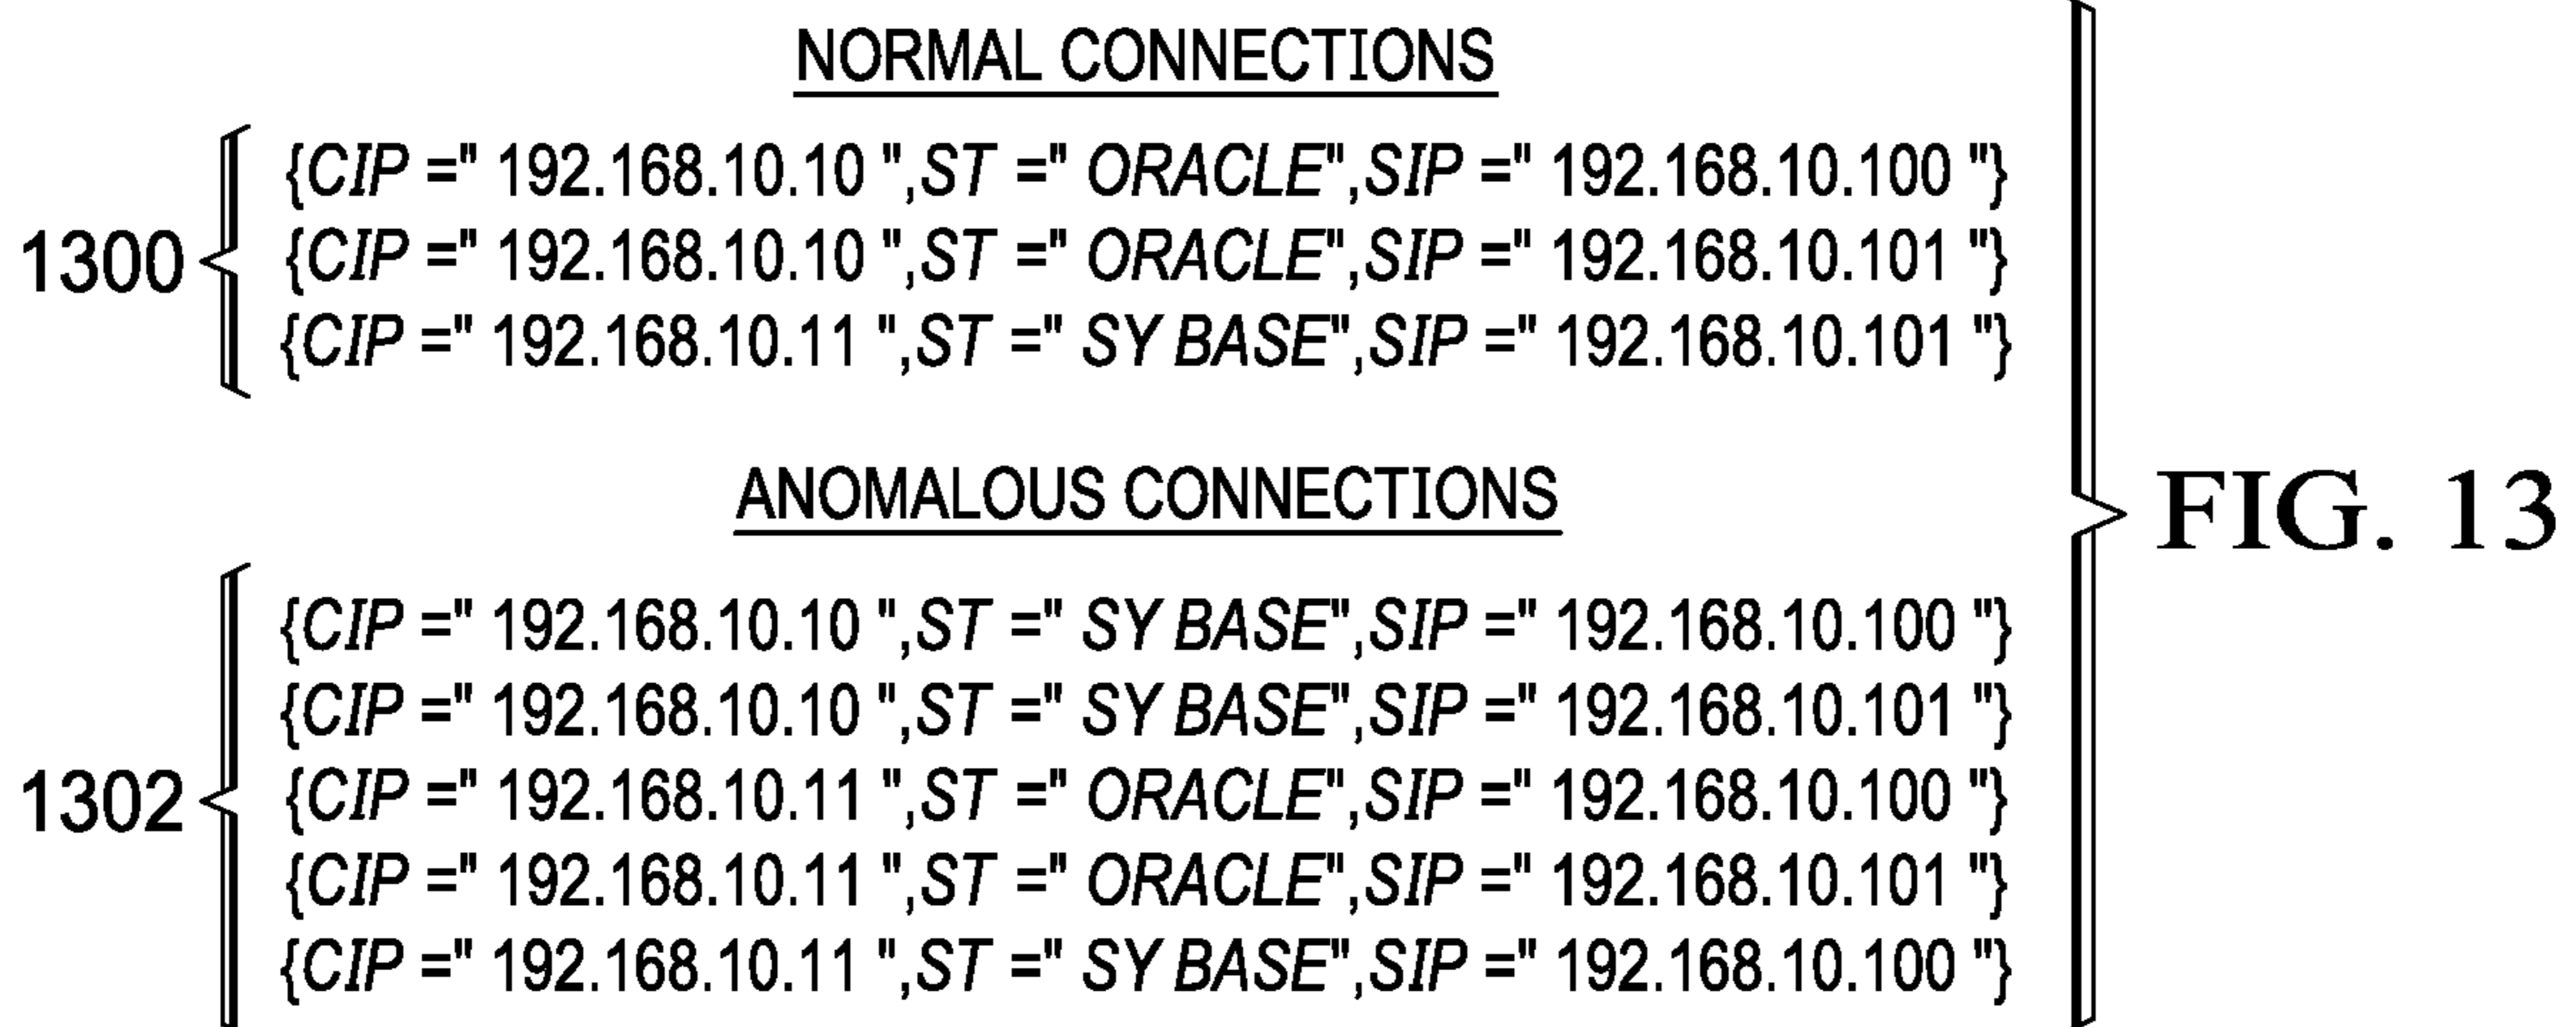 NORMAL CONNECTIONS
{CIP =" 192.168.10.10 ",ST =" ORACLE",SIP =" 192.168.10.100 "}
1300 {CIP =" 192.168.10.10 ",ST =" ORACLE",SIP =" 192.168.10.101 "}
{CIP =" 192.168.10.11 ",ST =" SY BASE",SIP =" 192.168.10.101 "}
ANOMALOUS CONNECTIONS
FIG. 13
{CIP =" 192.168.10.10 ",ST =" SY BASE",SIP =" 192.168.10.100 "}
{CIP =" 192.168.10.10 ",ST =" SY BASE",SIP =" 192.168.10.101 "}
1302 {CIP =" 192.168.10.11 ",ST =" ORACLE",SIP =" 192.168.10.100 "}
{CIP =" 192.168.10.11 ",ST =" ORACLE",SIP =" 192.168.10.101 "}
{CIP =" 192.168.10.11 ",ST =" SY BASE",SIP =" 192.168.10.100 "}